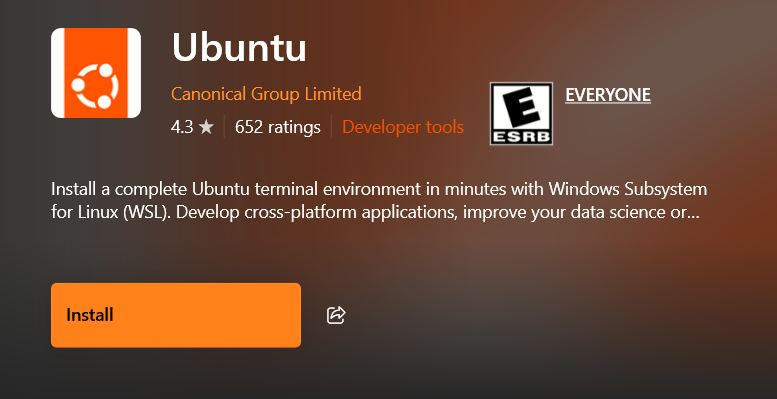 Ubuntu
Canonical Group Limited
4.3 ★ 652 ratings Developer tools
E
ESRB
EVERYONE
Install a complete Ubuntu terminal environment in minutes with Windows Subsystem
for Linux (WSL). Develop cross-platform applications, improve your data science or...
Install